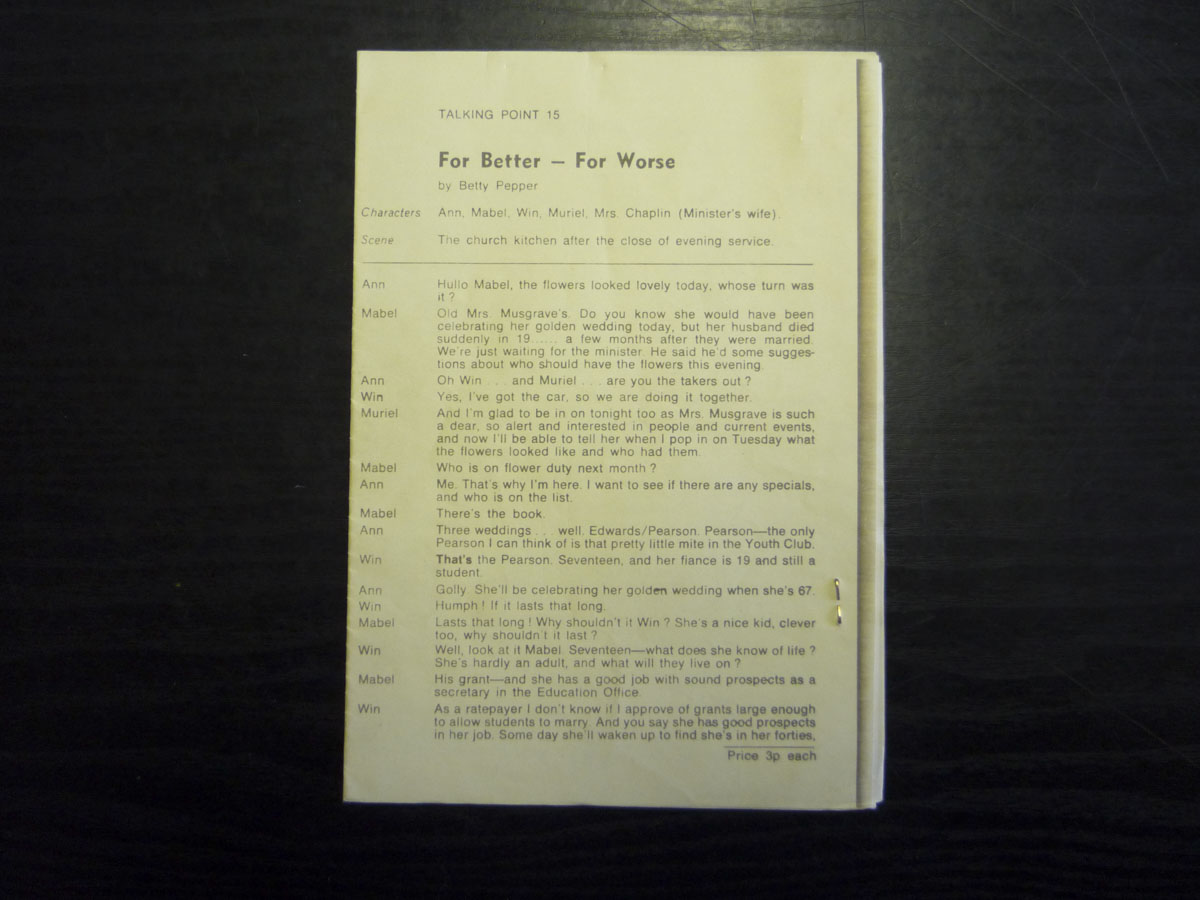 TALKING POINT 15
For Better – For Worse
by Betty Pepper
Characters Ann, Mabel, Win, Muriel, Mrs. Chaplin (Minister's wife).
Scene The church kitchen after the close of evening service.
Ann Hullo Mabel, the flowers looked lovely today, whose turn was
it ?
Mabel Old Mrs. Musgrave's. Do you know she would have been
celebrating her golden wedding today, but her husband died
suddenly in 19...... a few months after they were married.
We're just waiting for the minister. He said he'd some sugges-
tions about who should have the flowers this evening.
Ann Oh Win . . . and Muriel . . . are you the takers out ?
Win Yes, I've got the car, so we are doing it together.
Muriel And I'm glad to be in on tonight too as Mrs. Musgrave is such
a dear, so alert and interested in people and current events,
and now I'll be able to tell her when I pop in on Tuesday what
the flowers looked like and who had them.
Mabel Who is on flower duty next month ?
Ann Me. That's why I'm here. I want to see if there are any specials,
and who is on the list.
Mabel There's the book.
Ann Three weddings . . . well. Edwards/Pearson. Pearson—the only
Pearson I can think of is that pretty little mite in the Youth Club.
Win That's the Pearson. Seventeen, and her fiance is 19 and still a
student.
Ann Golly. She'll be celebrating her golden wedding when she's 67.
Win Humph ! If it lasts that long.
Mabel Lasts that long ! Why shouldn't it Win ? She's a nice kid, clever
too, why shouldn't it last ?
Win Well, look at it Mabel. Seventeen—what does she know of life ?
She's hardly an adult, and what will they live on ?
Mabel His grant—and she has a good job with sound prospects as a
secretary in the Education Office.
Win As a ratepayer I don't know if I approve of grants large enough
to allow students to marry. And you say she has good prospects
in her job. Some day she'll waken up to find she's in her forties,
Price 3p each